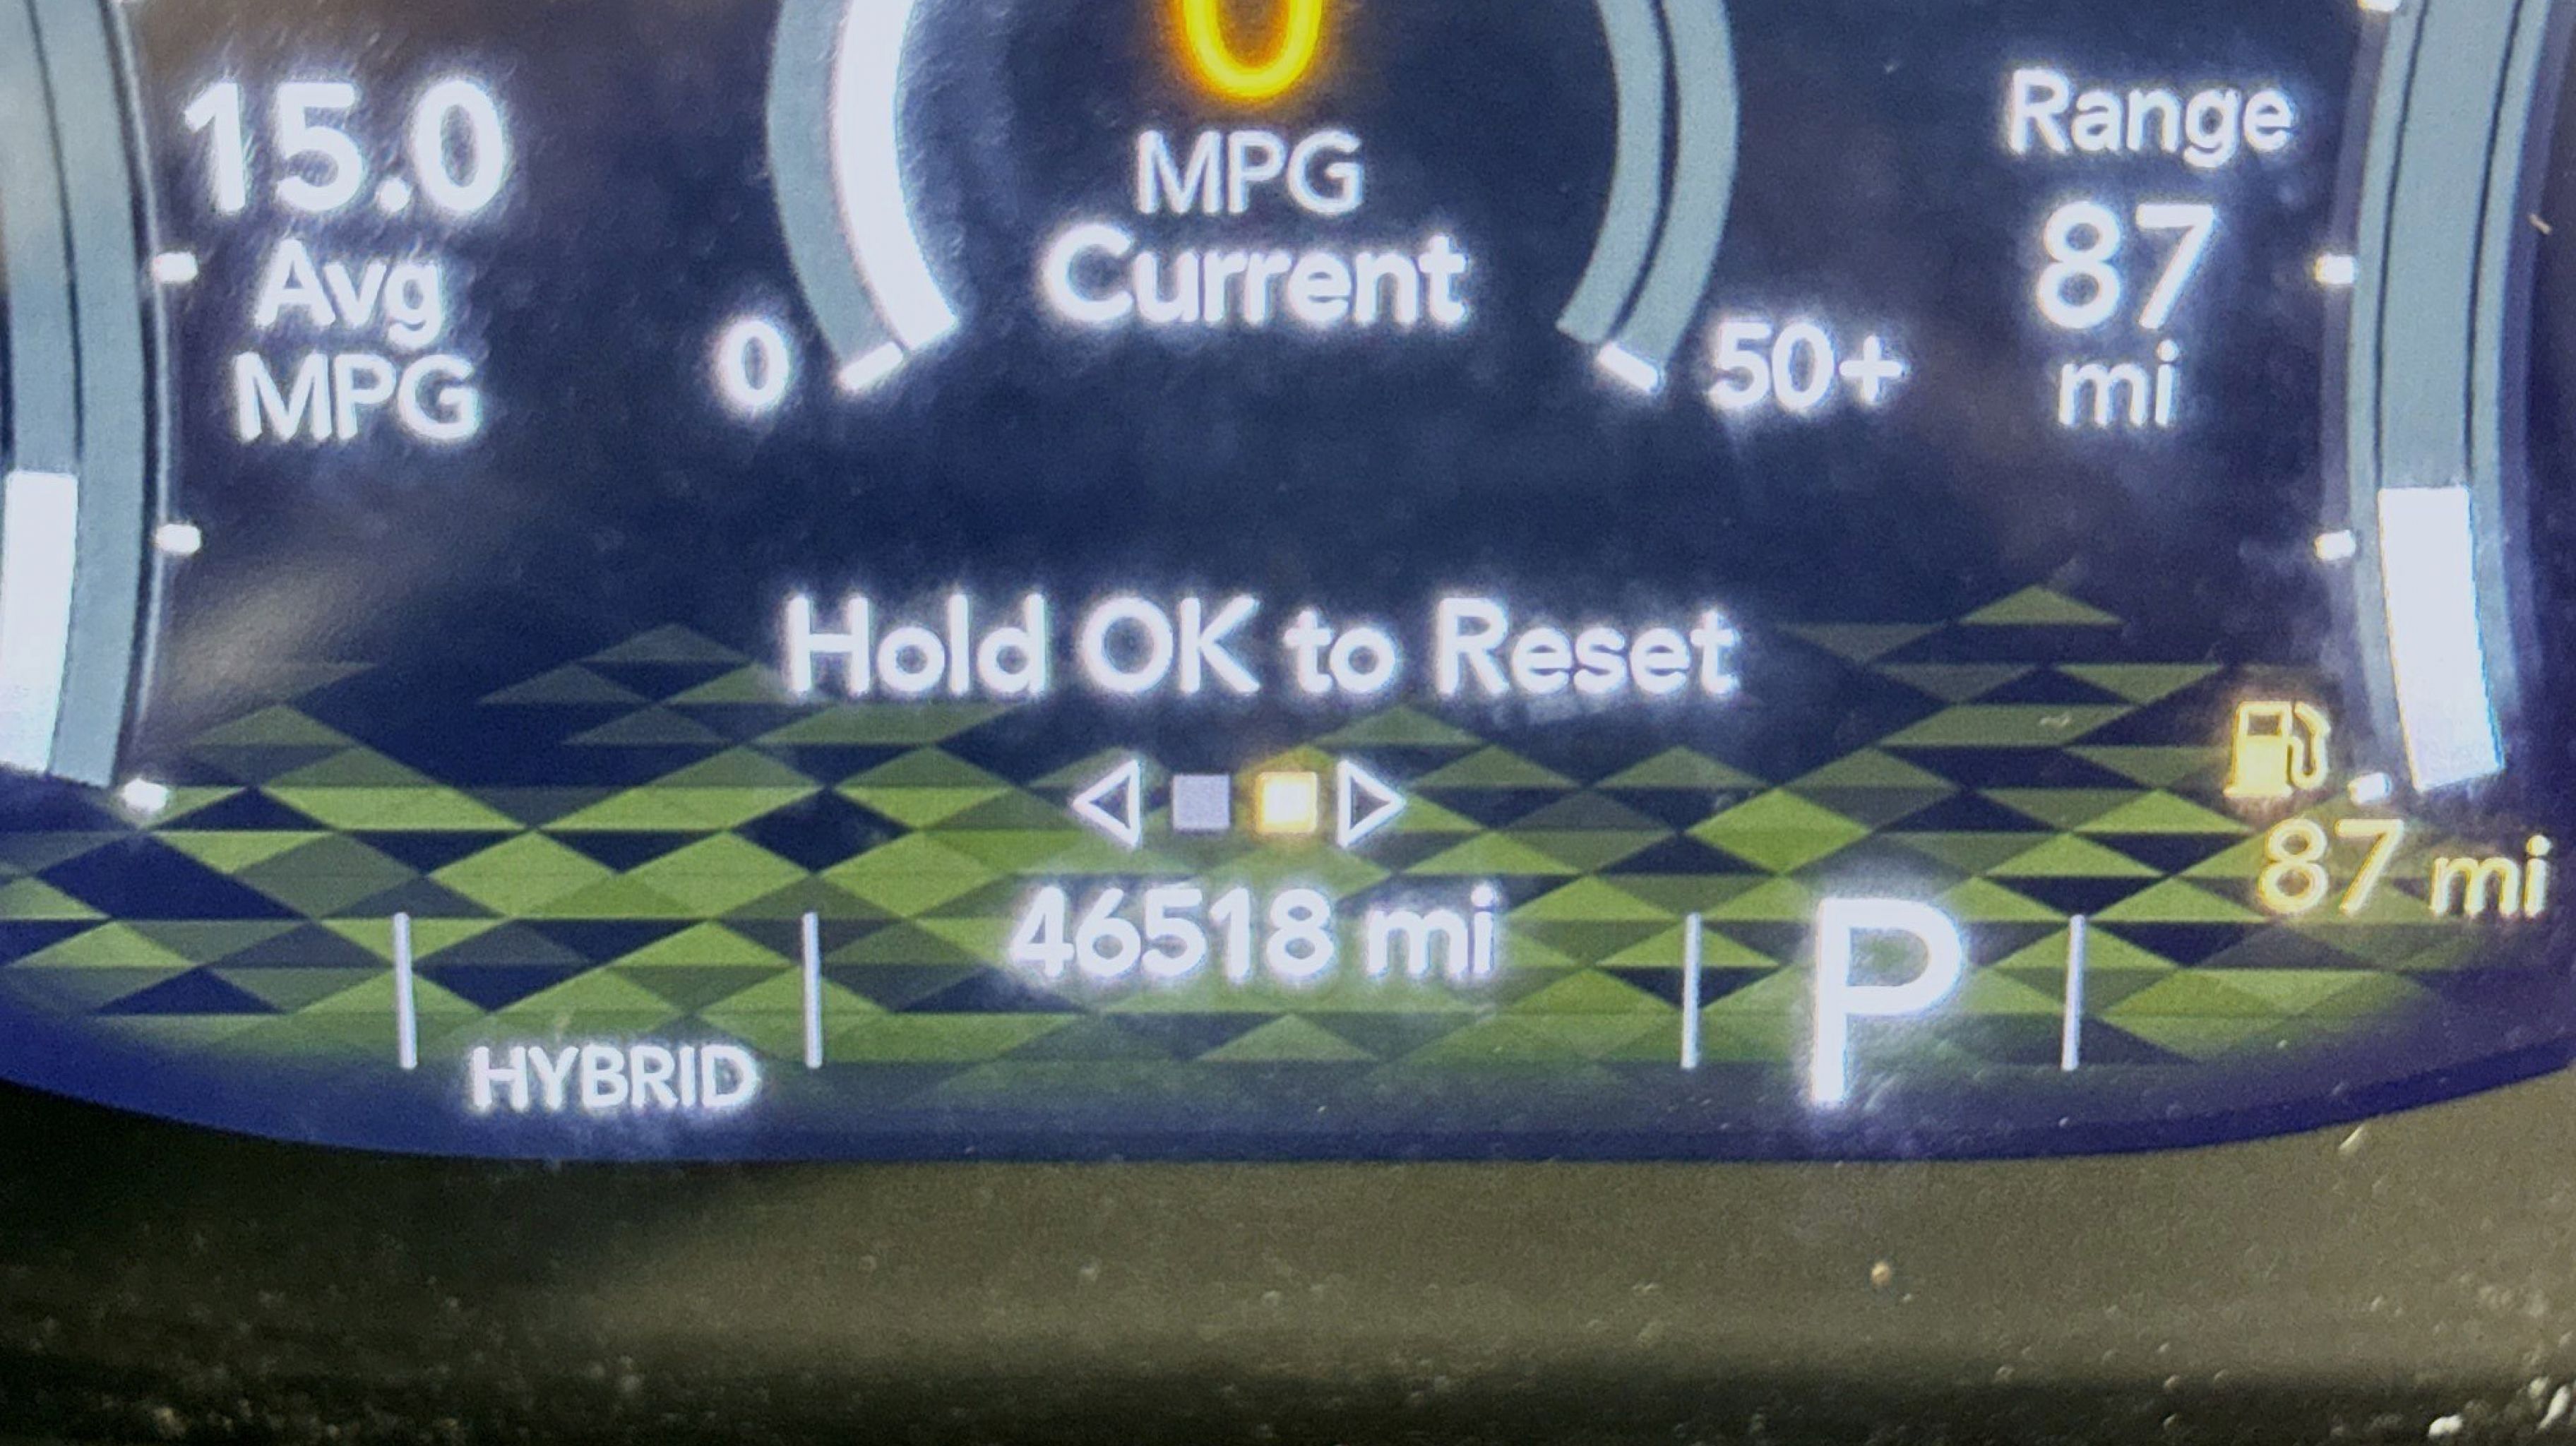 0
15.0
Avg
MPG
MPG
Current
Range
87
mi
0
50+
Hold OK to Reset
87 mi
46518 mi
P
HYBRID